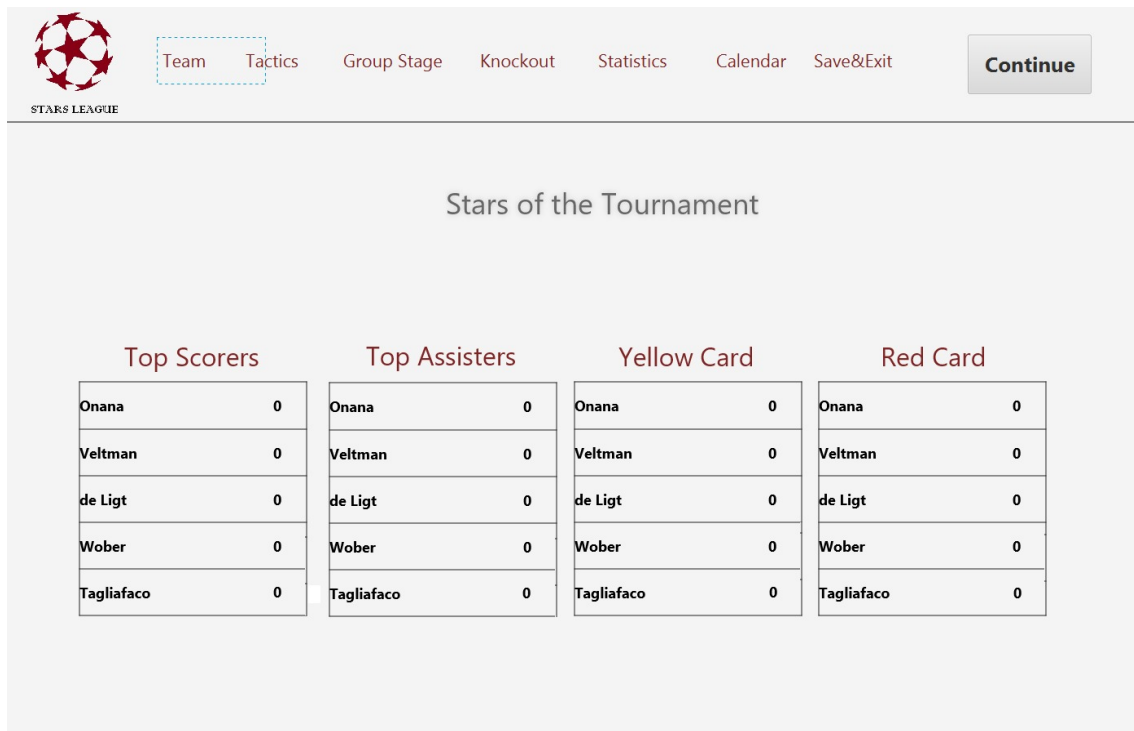 Team Tactics Group Stage Knockout Statistics Calendar Save&Exit Continue
STARS LEAGUE
Stars of the Tournament
Top Scorers Top Assisters Yellow Card Red Card
Onana 0 Onana 0 Onana 0 Onana 0
Veltman 0 Veltman 0 Veltman 0 Veltman 0
de Ligt 0 de Ligt 0 de Ligt 0 de Ligt 0
Wober 0 Wober 0 Wober 0 Wober 0
Tagliafaco 0 Tagliafaco 0 Tagliafaco 0 Tagliafaco 0